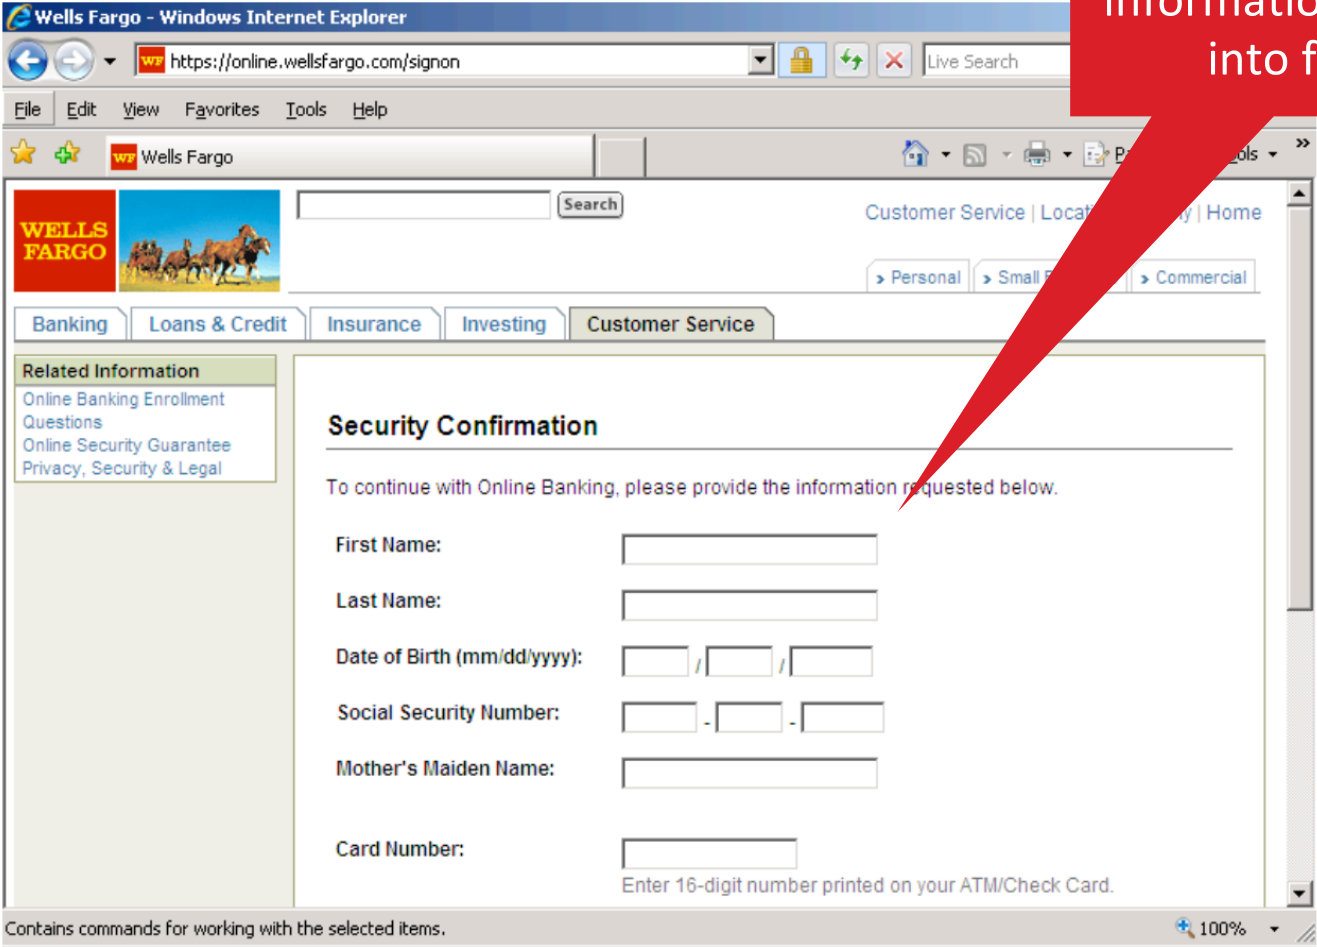 Wells Fargo - Windows Internet Explorer
into f
WF https://online.wellsfargo.com/signon
Live Search
File Edit View Favorites Tools Help
WF Wells Fargo
WELLS
FARGO
Search
Customer Service | Home
> Personal > Small > Commercial
Banking Loans & Credit Insurance Investing Customer Service
Related Information
Online Banking Enrollment
Questions
Online Security Guarantee
Privacy, Security & Legal
Security Confirmation
To continue with Online Banking, please provide the information requested below.
First Name:
Last Name:
Date of Birth (mm/dd/yyyy): / /
Social Security Number: - -
Mother's Maiden Name:
Card Number:
Enter 16-digit number printed on your ATM/Check Card.
Contains commands for working with the selected items.
100%